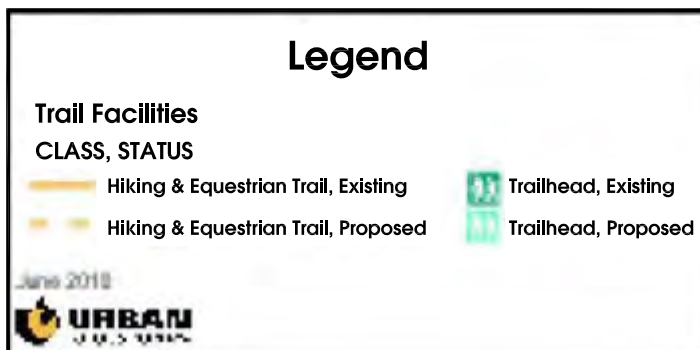 Legend
Trail Facilities
CLASS, STATUS
Hiking & Equestrian Trail, Existing
Trailhead, Existing
Hiking & Equestrian Trail, Proposed
Trailhead, Proposed
June 2018
URBAN